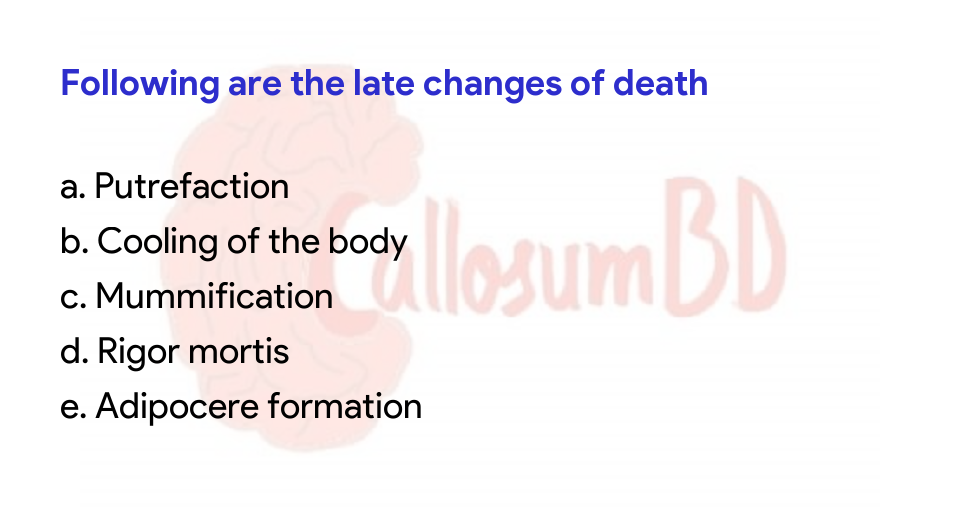 Following are the late changes of death
a. Putrefaction
b. Cooling of the body
c. Mummification
d. Rigor mortis
e. Adipocere formation
CallosumBD